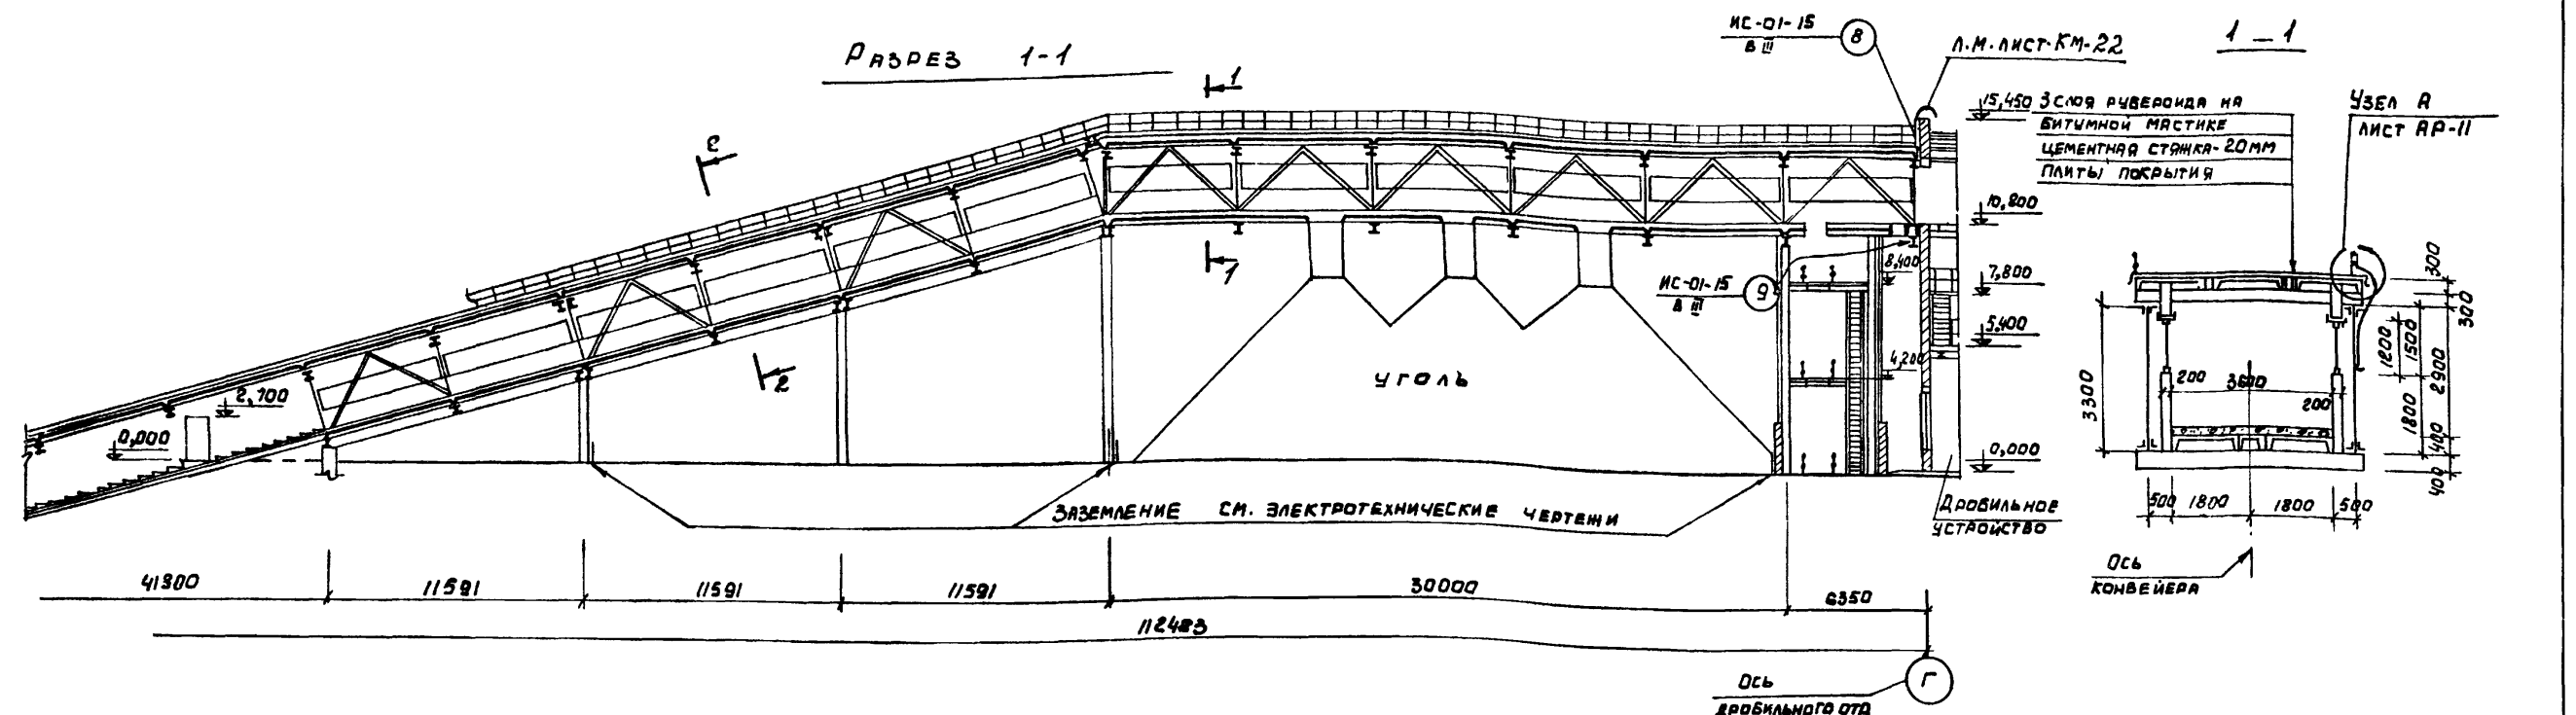 РАЗРЕЗ 1-1
ИС-01-15
В III
8
Л.М. ЛИСТ-КМ-22
1 – 1
1
2
15,450
3 СЛОЯ РУБЕРОИДА НА
БИТУМНОЙ МАСТИКЕ
ЦЕМЕНТНАЯ СТЯЖКА-20ММ
ПЛИТЫ ПОКРЫТИЯ
УЗЕЛ А
ЛИСТ АР-11
10,800
1
ИС-01-15
В III
9
8,400
7,800
5,400
4,200
300
300
1200
1500
2900
3300
200
3600
200
1800
400
40
2
УГОЛЬ
2,100
0,000
0,000
ЗАЗЕМЛЕНИЕ СМ. ЭЛЕКТРОТЕХНИЧЕСКИЕ ЧЕРТЕЖИ
ДРОБИЛЬНОЕ
УСТРОЙСТВО
500
1800
1800
500
ОСЬ
КОНВЕЙЕРА
11591
11591
11591
30000
6350
ОСЬ
ДРОБИЛЬНОГО ОТД
Г